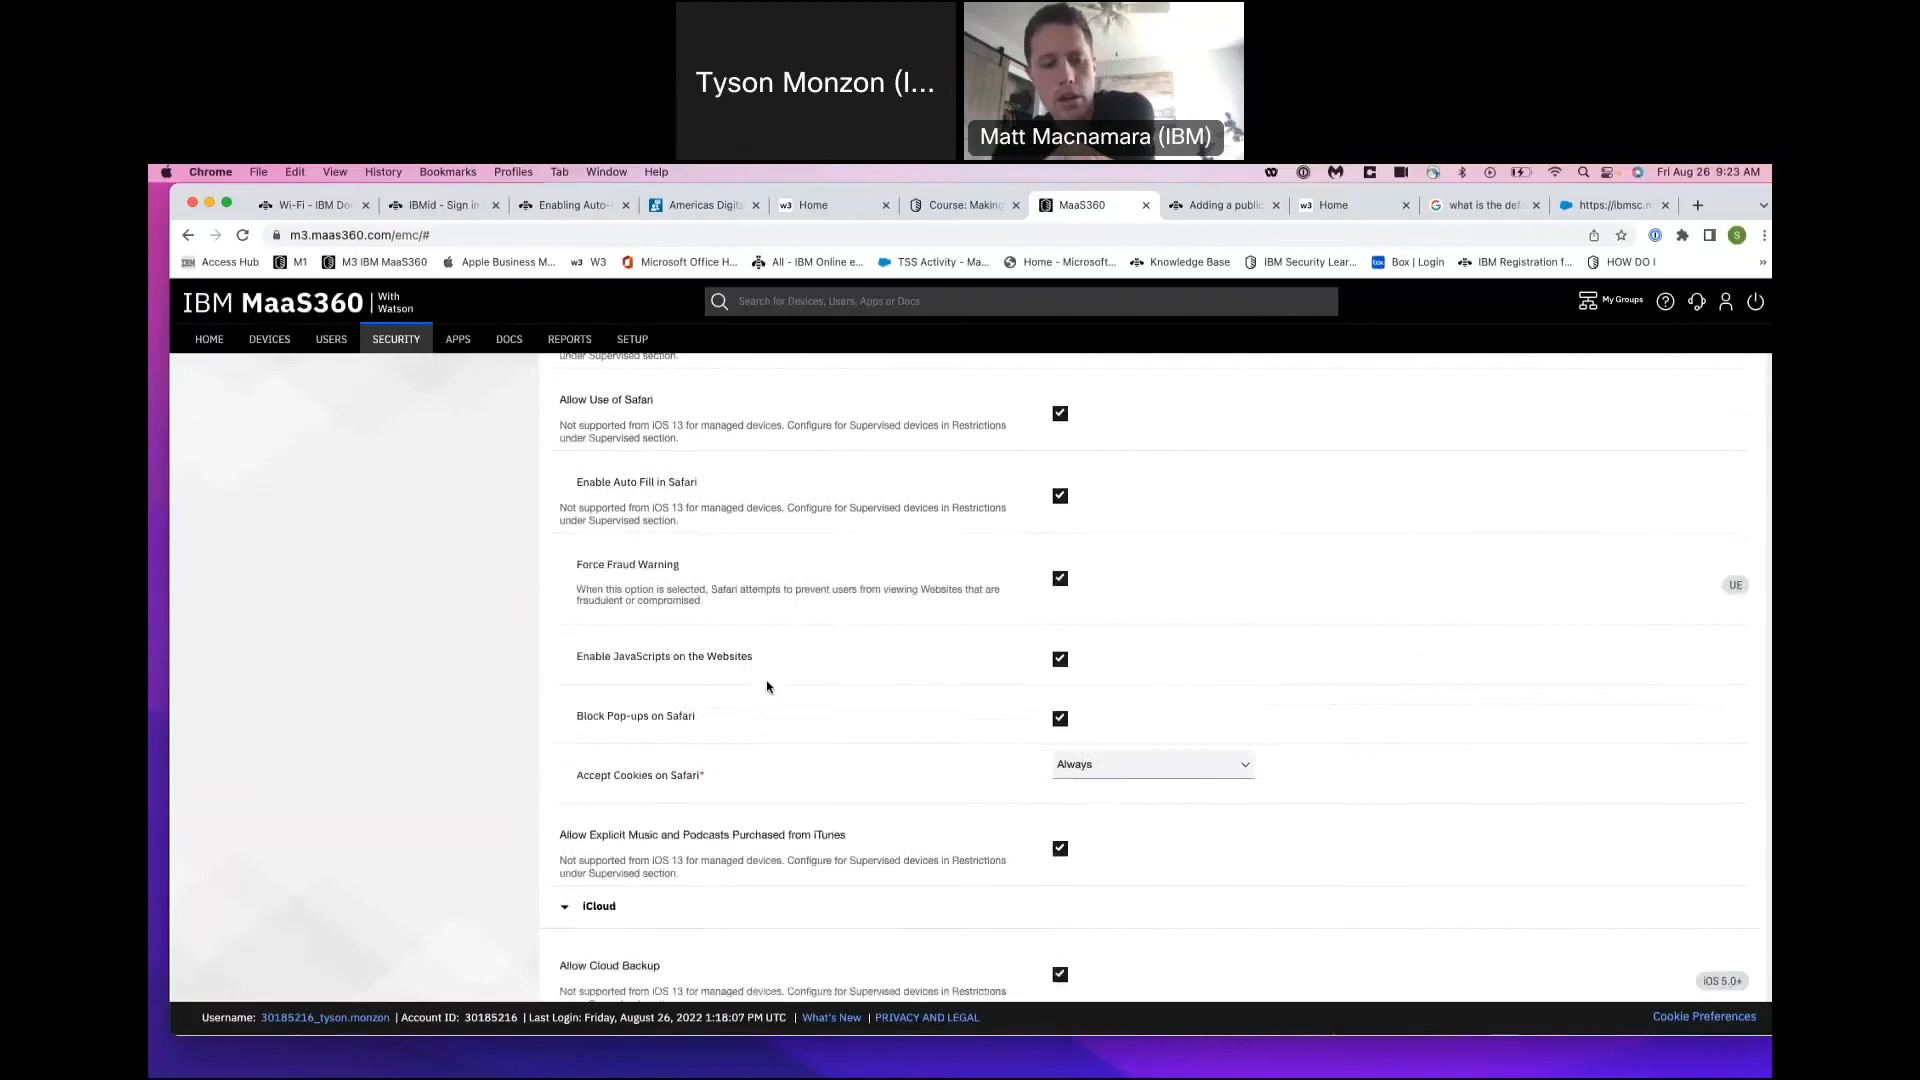 Tyson Monzon (I...
Matt Macnamara (IBM)
Chrome File Edit View History Bookmarks Profiles Tab Window Help Fri Aug 26 9:23 AM
Wi-Fi - IBM Do IBMid - Sign in Enabling Auto- Americas Digita w3 Home Course: Making MaaS360 Adding a public w3 Home what is the defi https://ibmsc.m
m3.maas360.com/emc/# S
IBM Access Hub M1 M3 IBM MaaS360 Apple Business M... w3 W3 Microsoft Office H... All - IBM Online e... TSS Activity - Ma... Home - Microsoft... Knowledge Base IBM Security Lear... box Box | Login IBM Registration f... HOW DO I »
IBM MaaS360 | With Watson
Search for Devices, Users, Apps or Docs
My Groups
HOME DEVICES USERS SECURITY APPS DOCS REPORTS SETUP
under Supervised section.
Allow Use of Safari
Not supported from iOS 13 for managed devices. Configure for Supervised devices in Restrictions
under Supervised section.
Enable Auto Fill in Safari
Not supported from iOS 13 for managed devices. Configure for Supervised devices in Restrictions
under Supervised section.
Force Fraud Warning
When this option is selected, Safari attempts to prevent users from viewing Websites that are
fraudulent or compromised.
UE
Enable JavaScripts on the Websites
Block Pop-ups on Safari
Accept Cookies on Safari* Always
Allow Explicit Music and Podcasts Purchased from iTunes
Not supported from iOS 13 for managed devices. Configure for Supervised devices in Restrictions
under Supervised section.
iCloud
Allow Cloud Backup
Not supported from iOS 13 for managed devices. Configure for Supervised devices in Restrictions
iOS 5.0+
Username: 30185216_tyson.monzon | Account ID: 30185216 | Last Login: Friday, August 26, 2022 1:18:07 PM UTC | What's New | PRIVACY AND LEGAL Cookie Preferences